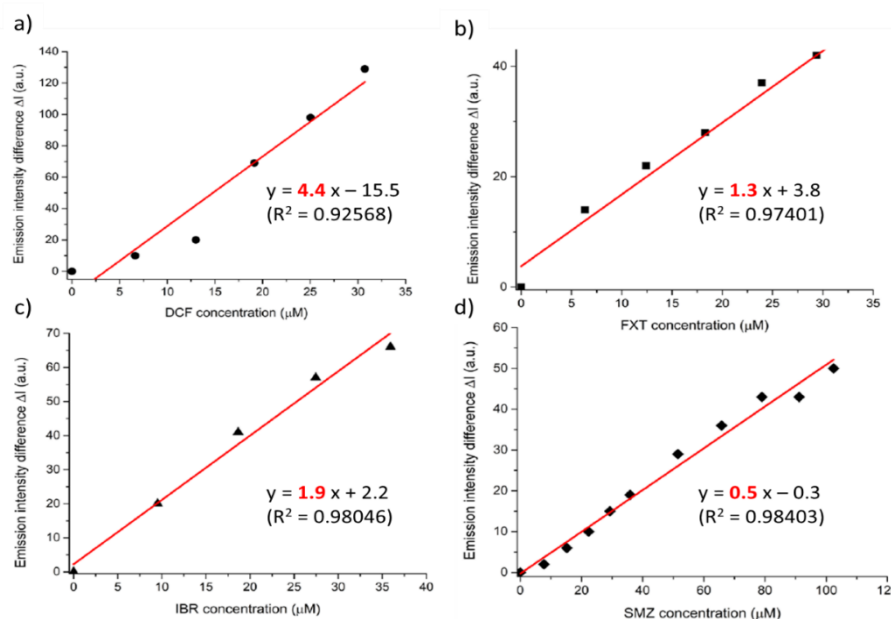 a)
Emission intensity difference ΔI (a.u.)
140
120
100
80
60
40
20
0
y = 4.4 x – 15.5
(R² = 0.92568)
0 5 10 15 20 25 30 35
DCF concentration (μM)
b)
Emission intensity difference ΔI (a.u.)
40
20
0
y = 1.3 x + 3.8
(R² = 0.97401)
0 5 10 15 20 25 30 35
FXT concentration (μM)
c)
Emission intensity difference ΔI (a.u.)
70
60
50
40
30
20
10
0
y = 1.9 x + 2.2
(R² = 0.98046)
0 5 10 15 20 25 30 35 40
IBR concentration (μM)
d)
Emission intensity difference ΔI (a.u.)
60
50
40
30
20
10
0
y = 0.5 x – 0.3
(R² = 0.98403)
0 20 40 60 80 100 12
SMZ concentration (μM)